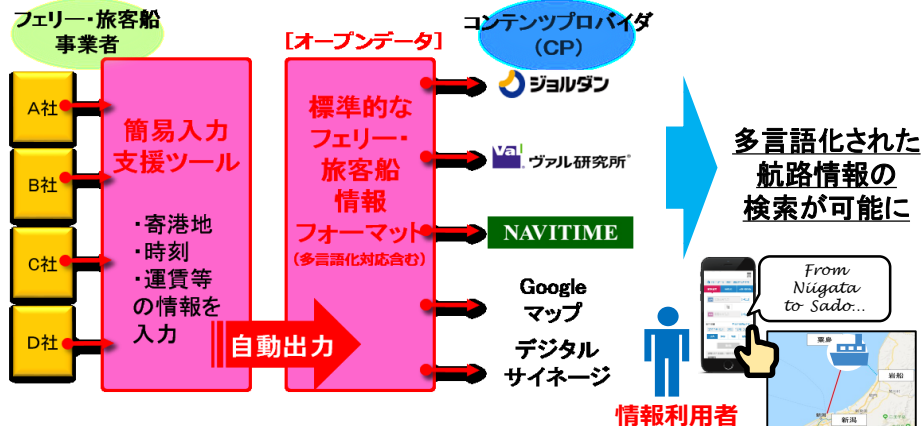 フェリー・旅客船
事業者
A社
B社
C社
D社
簡易入力
支援ツール
・寄港地
・時刻
・運賃等
の情報を
入力
自動出力
[オープンデータ]
標準的な
フェリー・
旅客船
情報
フォーマット
(多言語化対応含む)
コンテンツプロバイダ
(CP)
ジョルダン
Val
ヴァル研究所
NAVITIME
Google
マップ
デジタル
サイネージ
多言語化された
航路情報の
検索が可能に
From
Niigata
to Sado...
情報利用者
粟島
岩船
新潟